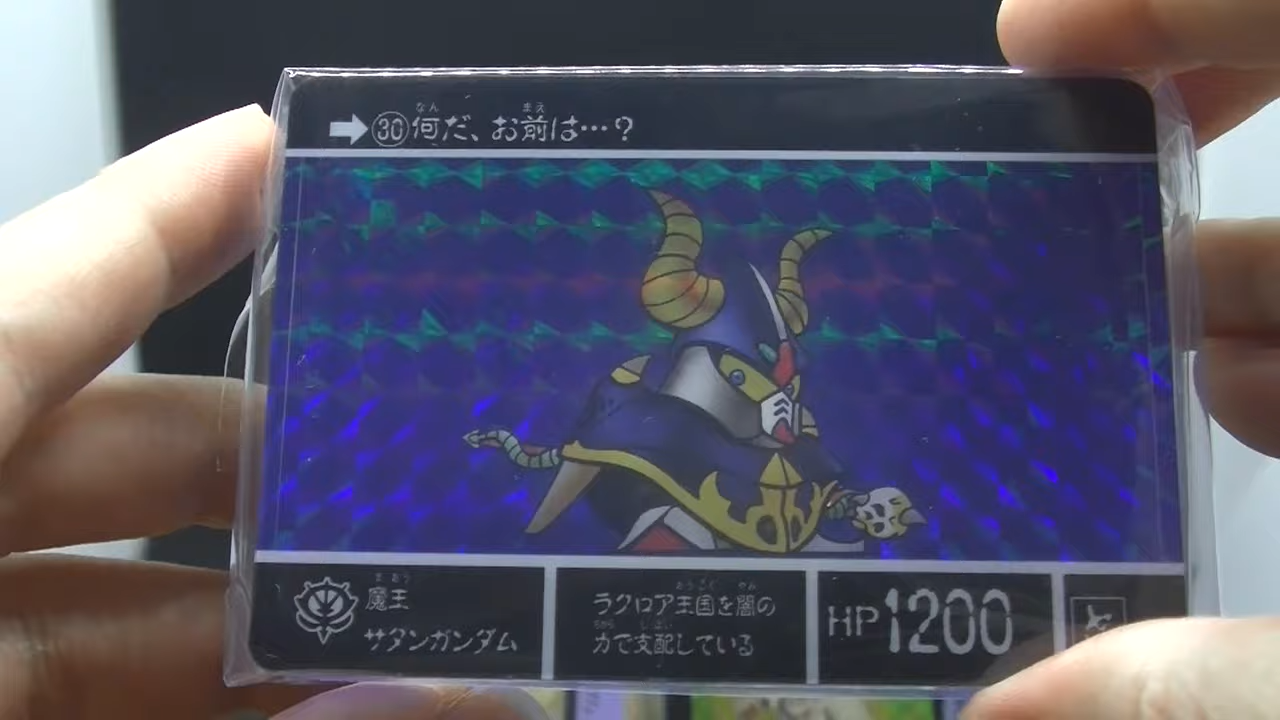 ➡㉚何だ、お前は…？
魔王
サタンガンダム
ラクロア王国を闇の
力で支配している
HP1200